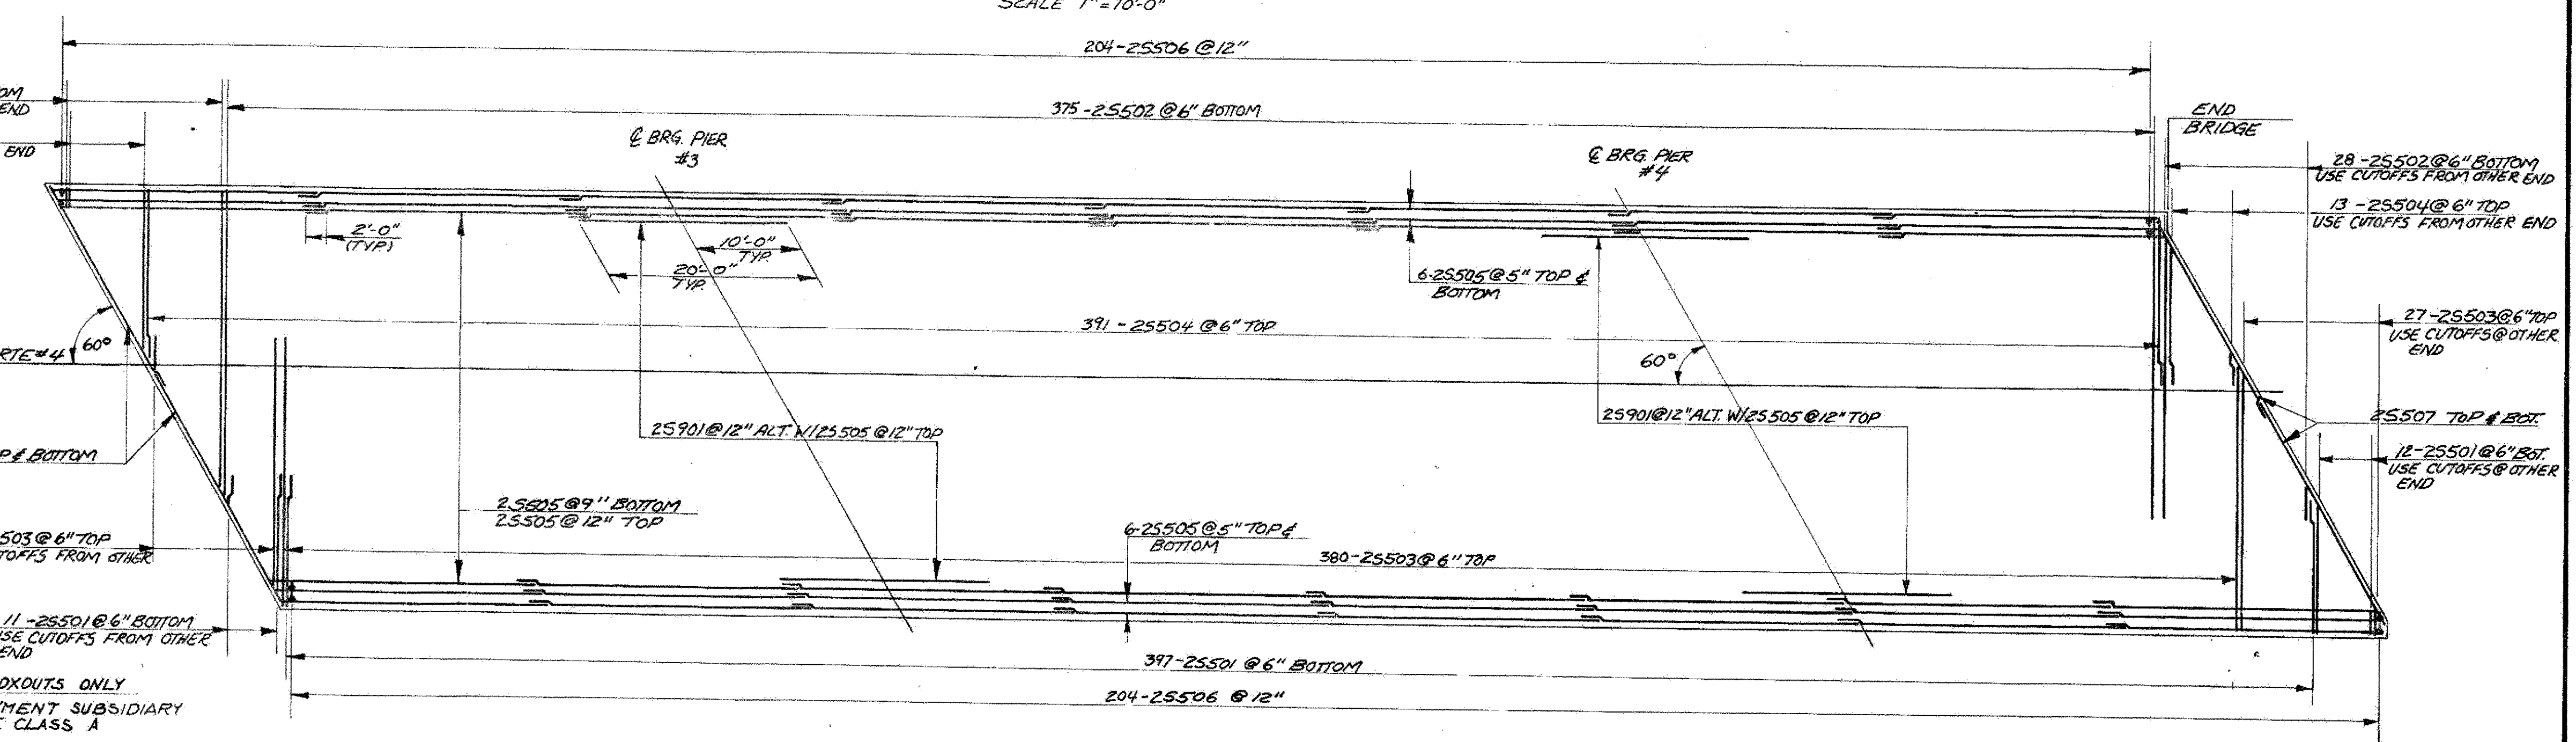 SCALE 1"=10'-0"
204-2S506 @ 12"
375-2S502 @ 6" BOTTOM
END
END
BRIDGE
℄ BRG. PIER
#3
℄ BRG. PIER
#4
END
28-2S502@6" BOTTOM
USE CUTOFFS FROM OTHER END
13-2S504@6" TOP
USE CUTOFFS FROM OTHER END
2'-0"
(TYP.)
10'-0"
TYP.
20'-0"
TYP.
6-2S505@5" TOP &
BOTTOM
391-2S504 @ 6" TOP
27-2S503@6" TOP
USE CUTOFFS@OTHER
END
RTE#4
60°
60°
2S901@12" ALT. W/2S505@12" TOP
2S901@12" ALT. W/2S505@12" TOP
2S507 TOP & BOT.
& BOTTOM
12-2S501@6" BOT.
USE CUTOFFS@OTHER
END
2S505@9" BOTTOM
2S505@12" TOP
6-2S505@5" TOP &
BOTTOM
380-2S503@6" TOP
503@6" TOP
FROM OTHER
11-2S501@6" BOTTOM
USE CUTOFFS FROM OTHER
END
397-2S501 @ 6" BOTTOM
204-2S506 @ 12"
ONLY
SUBSIDIARY
CLASS A